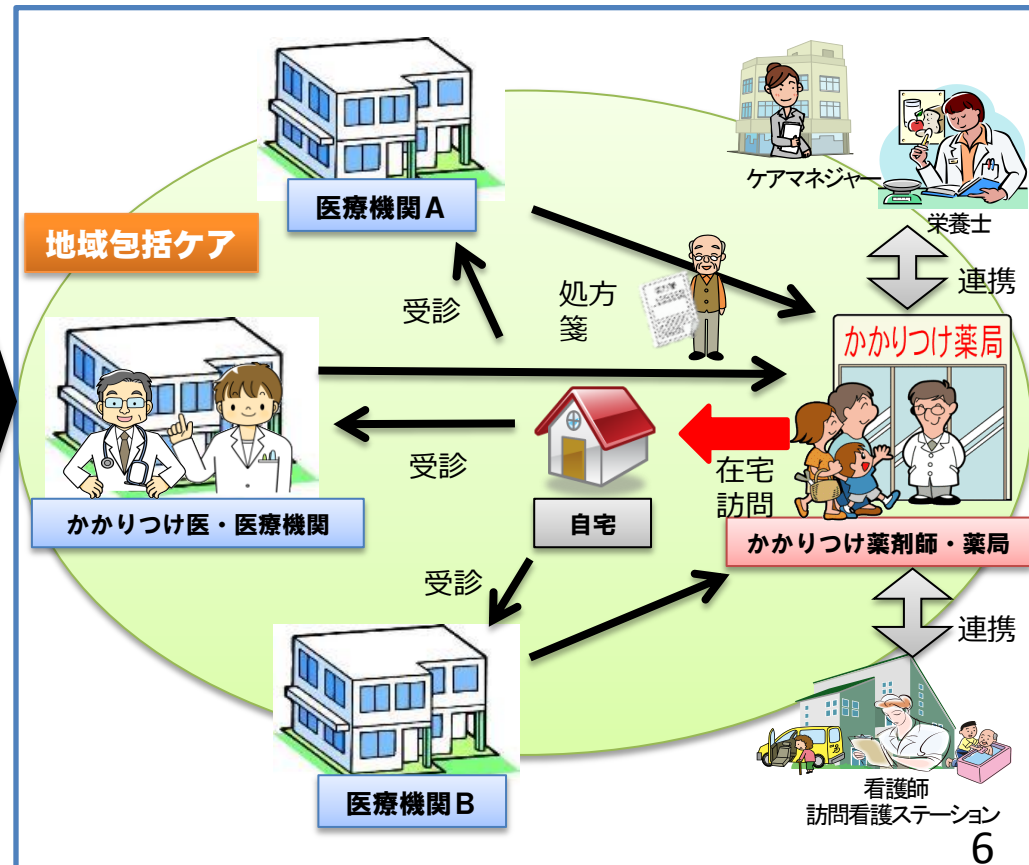 医療機関A
ケアマネジャー
栄養士
地域包括ケア
受診
処方
箋
連携
かかりつけ薬局
受診
在宅
訪問
かかりつけ医・医療機関
自宅
かかりつけ薬剤師・薬局
受診
連携
医療機関B
看護師
訪問看護ステーション
6